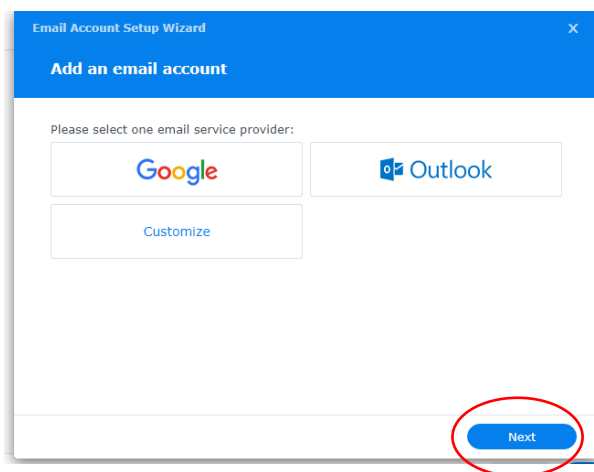 Email Account Setup Wizard
X
Add an email account
Please select one email service provider:
Google
Outlook
Customize
Next